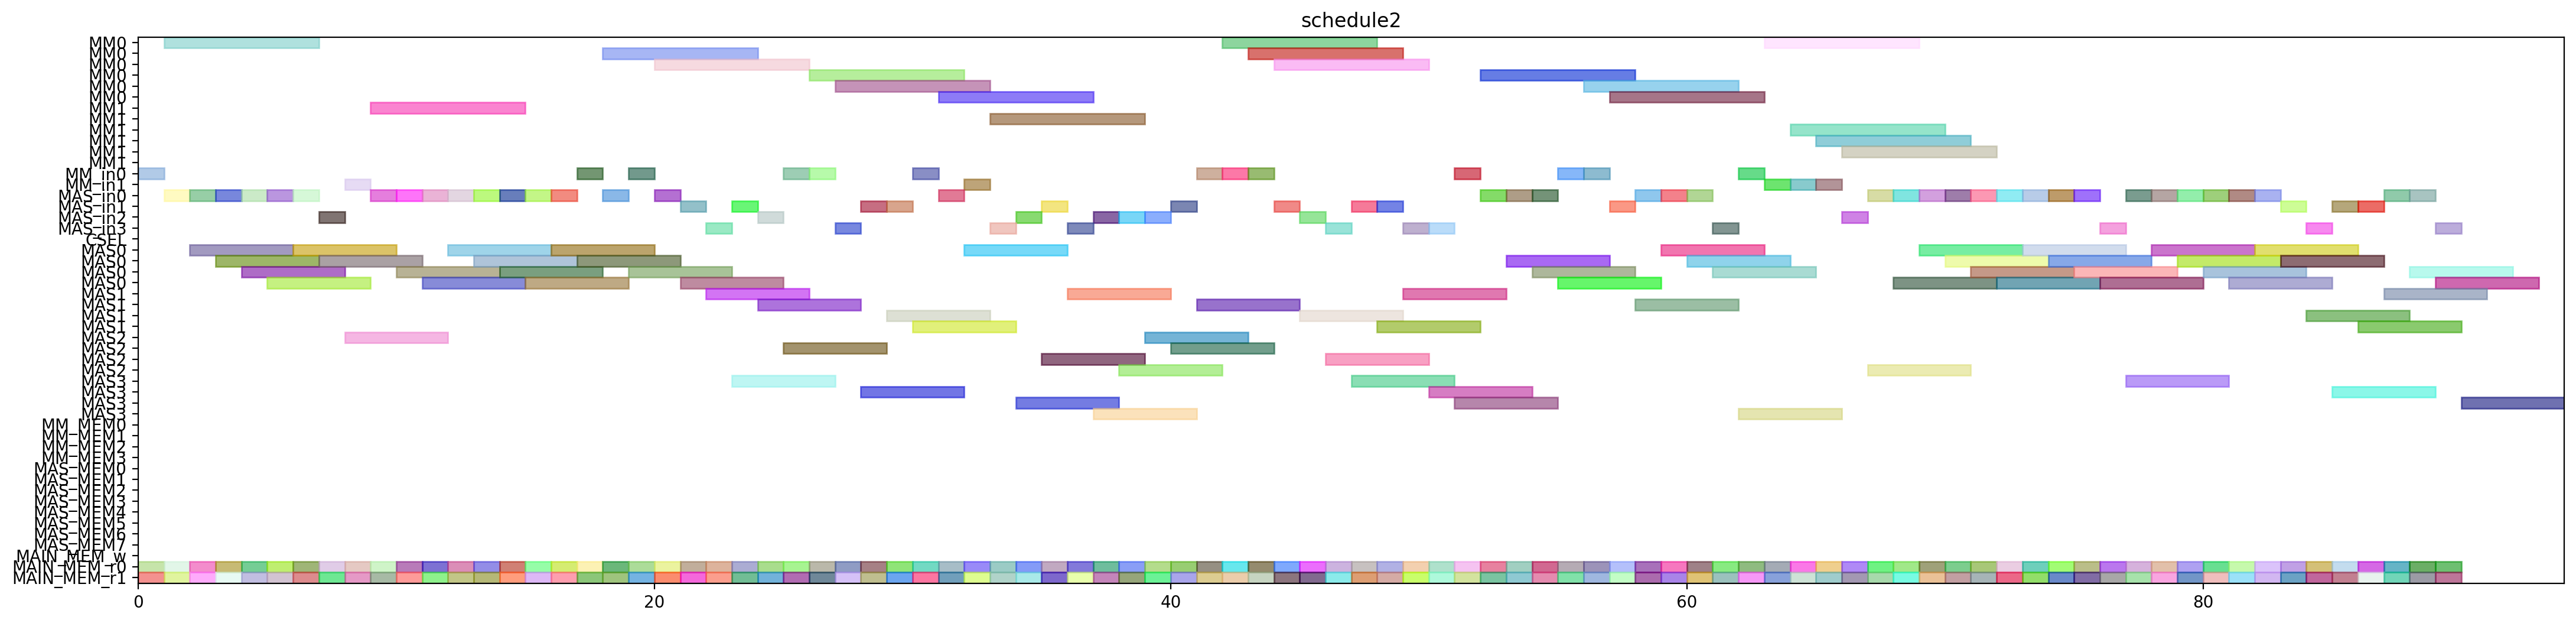 schedule2
MM0
MM0
MM0
MM0
MM0
MM0
MM1
MM1
MM1
MM1
MM1
MM1
MM_in0
MM_in1
MAS_in0
MAS_in1
MAS_in2
MAS_in3
CSEL
MAS0
MAS0
MAS0
MAS0
MAS1
MAS1
MAS1
MAS1
MAS2
MAS2
MAS2
MAS2
MAS3
MAS3
MAS3
MAS3
MM_MEM0
MM_MEM1
MM_MEM2
MM_MEM3
MAS_MEM0
MAS_MEM1
MAS_MEM2
MAS_MEM3
MAS_MEM4
MAS_MEM5
MAS_MEM6
MAS_MEM7
MAIN_MEM_w
MAIN_MEM_r0
MAIN_MEM_r1
0 20 40 60 80